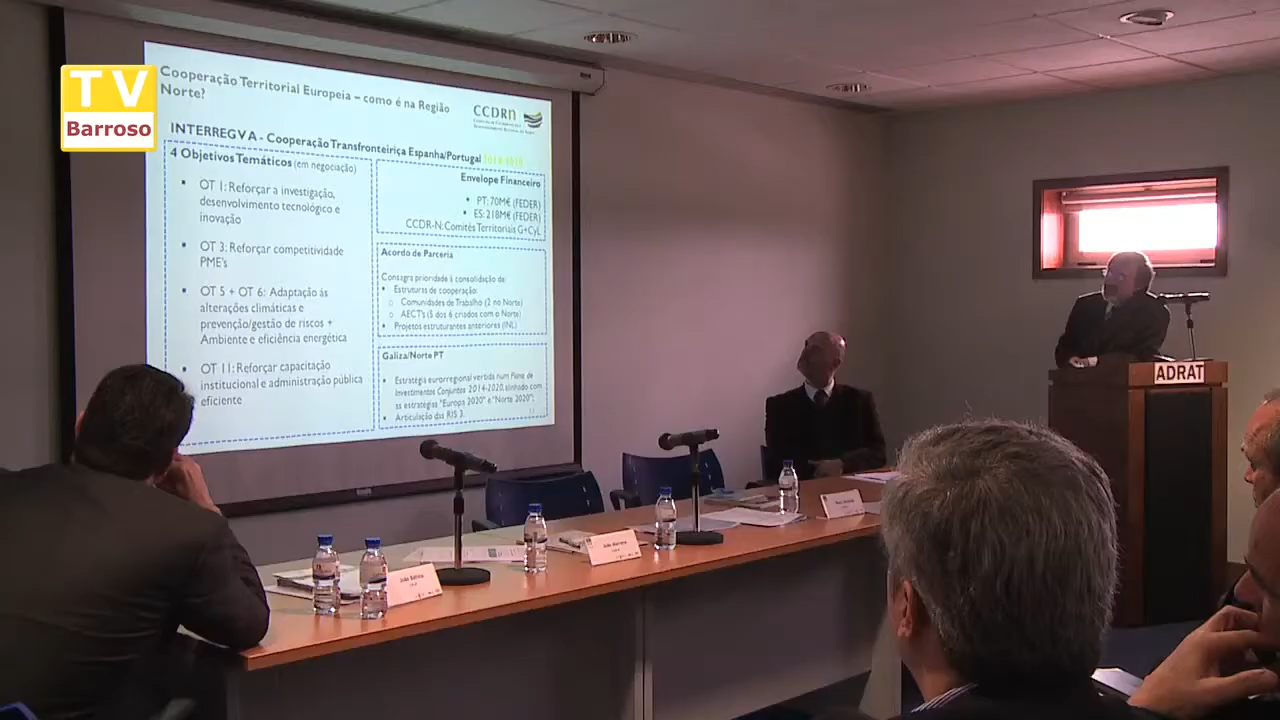 TV
Barroso
Cooperação Territorial Europeia – como é na Região
Norte?
CCDRn
INTERREG V A - Cooperação Transfronteiriça Espanha/Portugal 2014-2020
4 Objetivos Temáticos (em negociação)
▪ OT 1: Reforçar a investigação,
desenvolvimento tecnológico e
inovação
▪ OT 3: Reforçar competitividade
PME's
▪ OT 5 + OT 6: Adaptação ás
alterações climáticas e
prevenção/gestão de riscos +
Ambiente e eficiência energética
▪ OT 11: Reforçar capacitação
institucional e administração pública
eficiente
Envelope Financeiro
• PT: 70M€ (FEDER)
• ES: 218M€ (FEDER)
CCDR-N: Comités Territoriais G+CyL
Acordo de Parceria
Consagra prioridade à consolidação de:
• Estruturas de cooperação:
o Comunidades de Trabalho (2 no Norte)
o AECT's (5 dos 6 criados com o Norte)
• Projetos estruturantes anteriores (INL)
Galiza/Norte PT
• Estratégia eurorregional vertida num Plano de
Investimentos Conjuntos 2014-2020, alinhado com
as estratégias "Europa 2020" e "Norte 2020";
• Articulação das RIS 3.
ADRAT
João
João